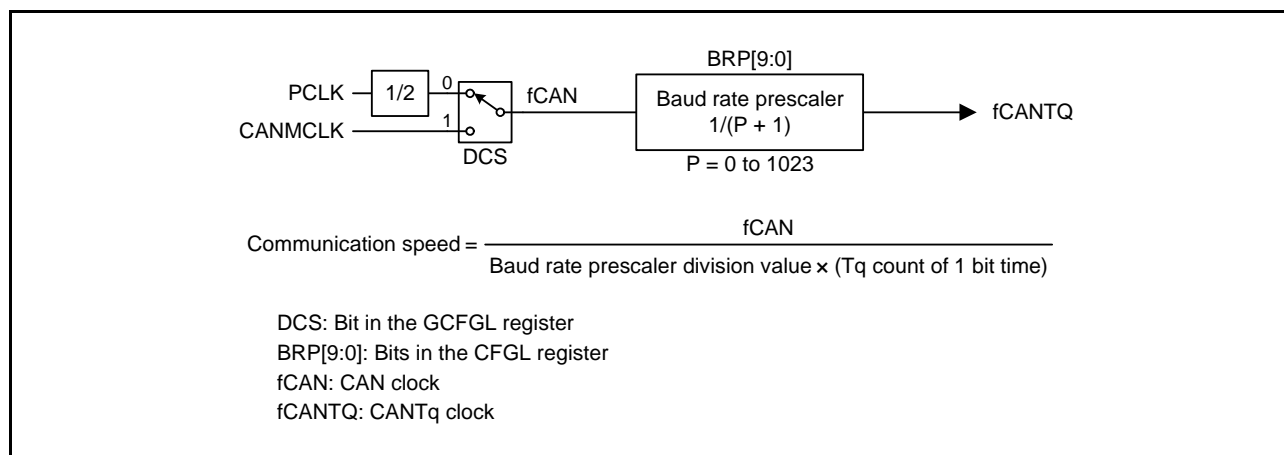 BRP[9:0]
PCLK
1/2
0
fCAN
Baud rate prescaler
1/(P + 1)
fCANTQ
CANMCLK
1
DCS
P = 0 to 1023
Communication speed = fCAN
Baud rate prescaler division value × (Tq count of 1 bit time)
DCS: Bit in the GCFGL register
BRP[9:0]: Bits in the CFGL register
fCAN: CAN clock
fCANTQ: CANTq clock